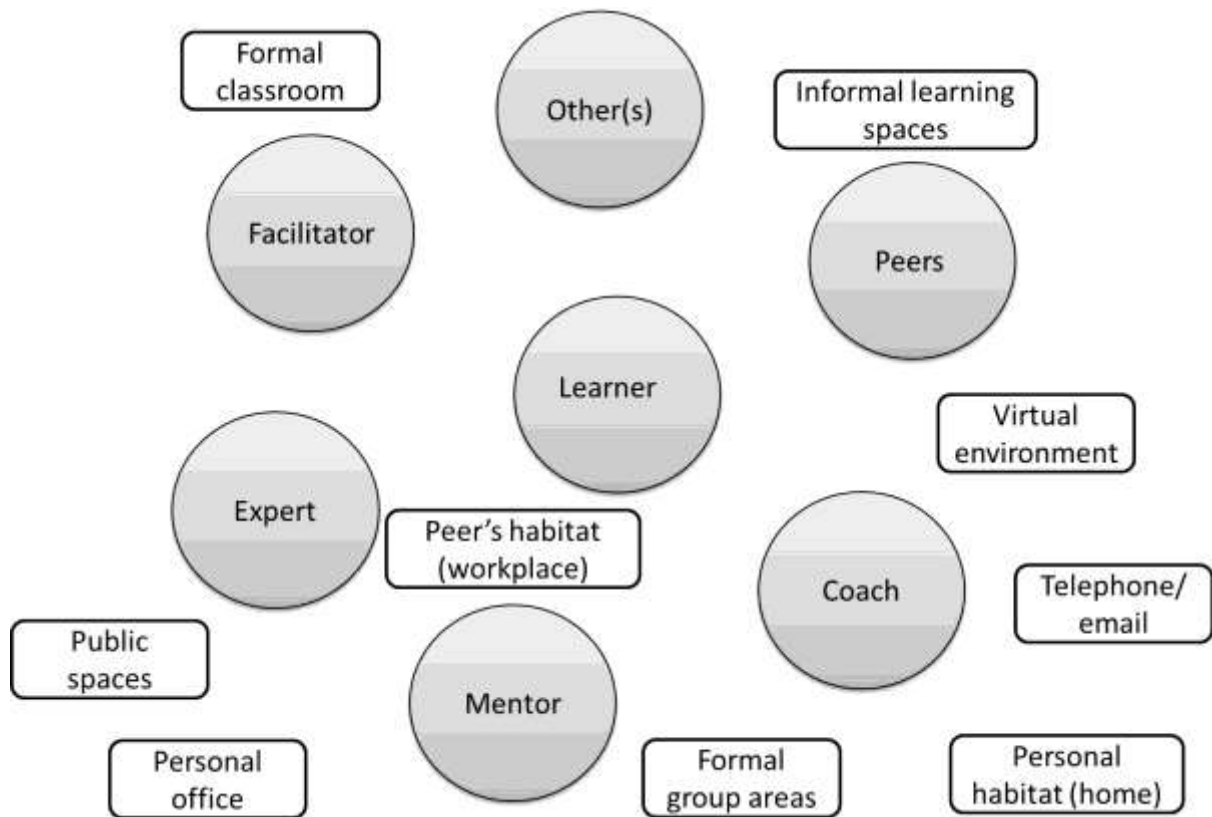 Formal
classroom
Other(s)
Informal learning
spaces
Facilitator
Peers
Learner
Virtual
environment
Expert
Peer’s habitat
(workplace)
Coach
Telephone/
email
Public
spaces
Mentor
Personal
office
Formal
group areas
Personal
habitat (home)